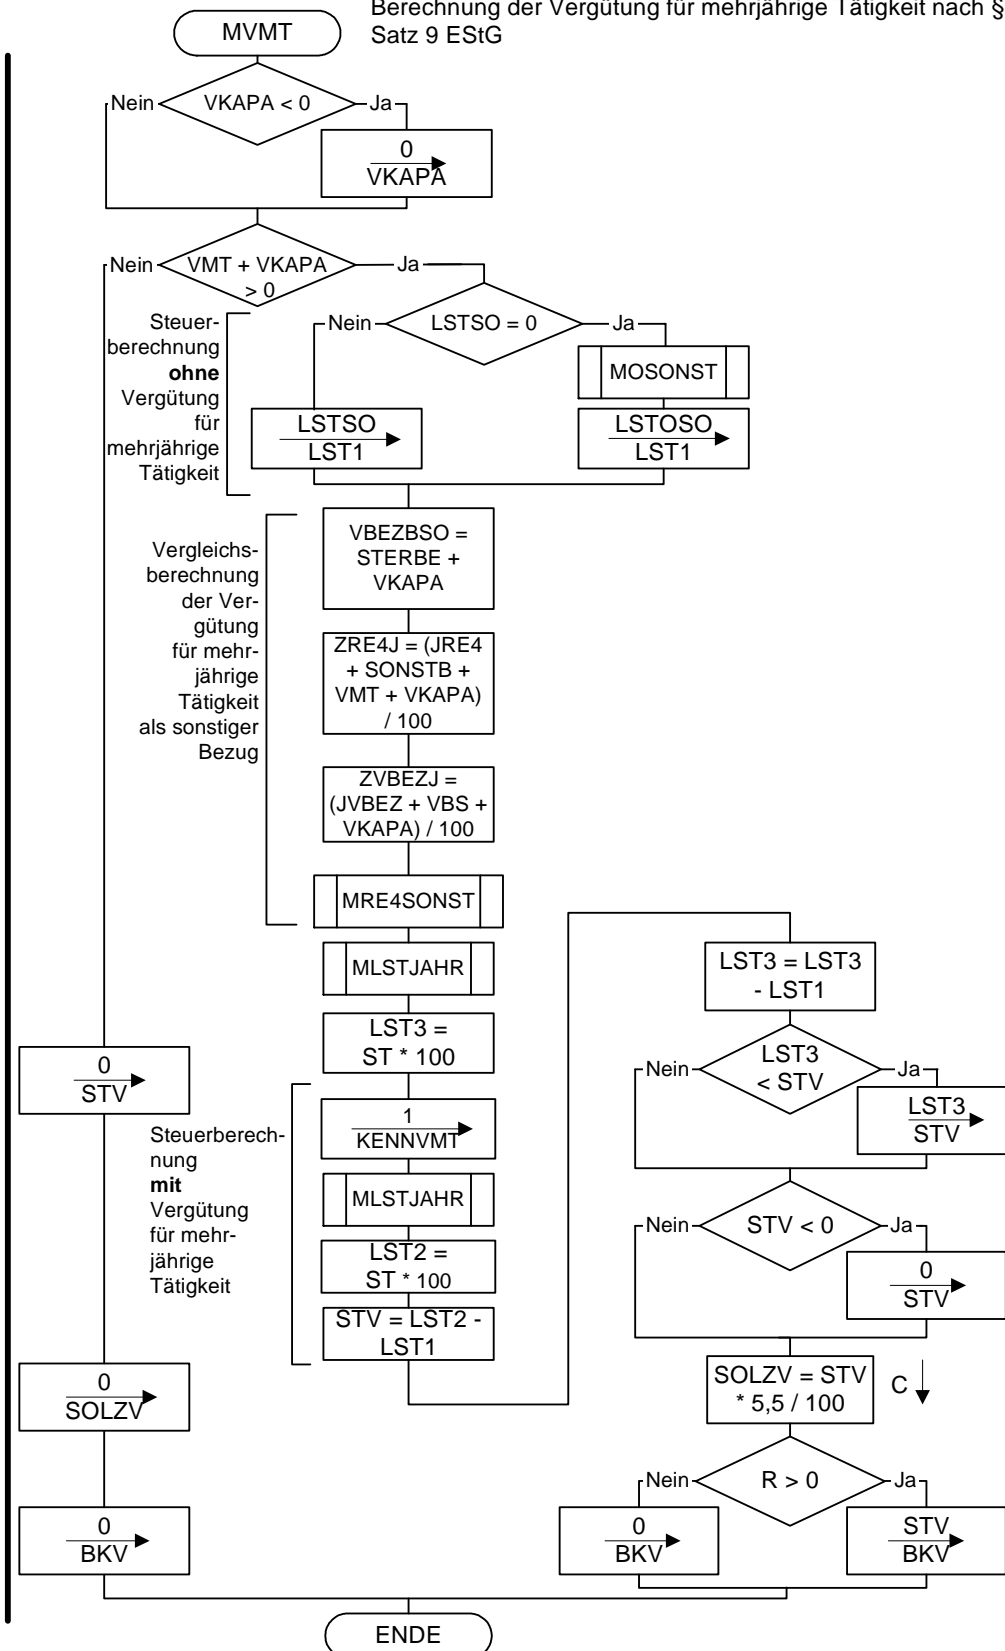 Berechnung der Vergütung für mehrjährige Tätigkeit nach §
Satz 9 EStG
MVMT
Nein
VKAPA < 0
Ja
0
VKAPA
Nein
VMT + VKAPA
> 0
Ja
Nein
LSTSO = 0
Ja
Steuer-
berechnung
ohne
Vergütung
für
mehrjährige
Tätigkeit
MOSONST
LSTSO
LST1
LSTOSO
LST1
VBEZBSO =
STERBE +
VKAPA
Vergleichs-
berechnung
der Ver-
gütung
für mehr-
jährige
Tätigkeit
als sonstiger
Bezug
ZRE4J = (JRE4
+ SONSTB +
VMT + VKAPA)
/ 100
ZVBEZJ =
(JVBEZ + VBS +
VKAPA) / 100
MRE4SONST
MLSTJAHR
LST3 =
ST * 100
0
STV
Steuerberech-
nung
mit
Vergütung
für mehr-
jährige
Tätigkeit
1
KENNVMT
MLSTJAHR
LST2 =
ST * 100
STV = LST2 -
LST1
LST3 = LST3
- LST1
Nein
LST3
< STV
Ja
LST3
STV
Nein
STV < 0
Ja
0
STV
0
SOLZV
SOLZV = STV
* 5,5 / 100
C
Nein
R > 0
Ja
0
BKV
0
BKV
STV
BKV
ENDE